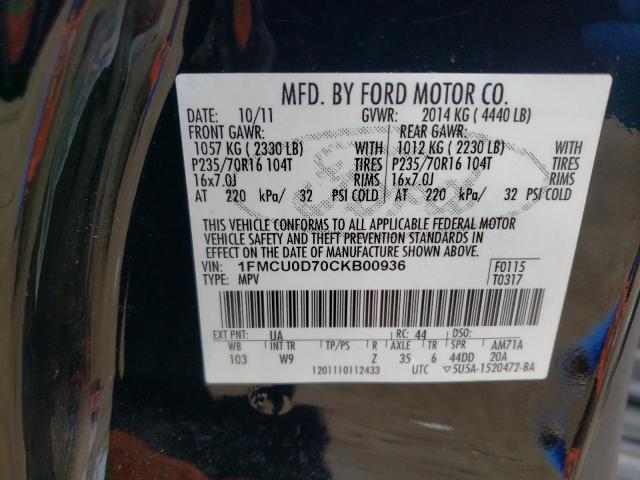 MFD. BY FORD MOTOR CO.
DATE: 10/11 GVWR: 2014 KG ( 4440 LB)
FRONT GAWR: REAR GAWR:
1057 KG ( 2330 LB) WITH 1012 KG ( 2230 LB) WITH
P235/70R16 104T TIRES P235/70R16 104T TIRES
16x7.0J RIMS 16x7.0J RIMS
AT 220 kPa/ 32 PSI COLD AT 220 kPa/ 32 PSI COLD
THIS VEHICLE CONFORMS TO ALL APPLICABLE FEDERAL MOTOR
VEHICLE SAFETY AND THEFT PREVENTION STANDARDS IN
EFFECT ON THE DATE OF MANUFACTURE SHOWN ABOVE.
VIN: 1FMCU0D70CKB00936 F0115
TYPE: MPV T0317
EXT PNT: UA RC: 44 DSO:
WB INT TR TP/PS R AXLE TR SPR AM71A
103 W9 Z 35 6 44DD 20A
1201110112433 UTC ▽5U5A-1520472-BA